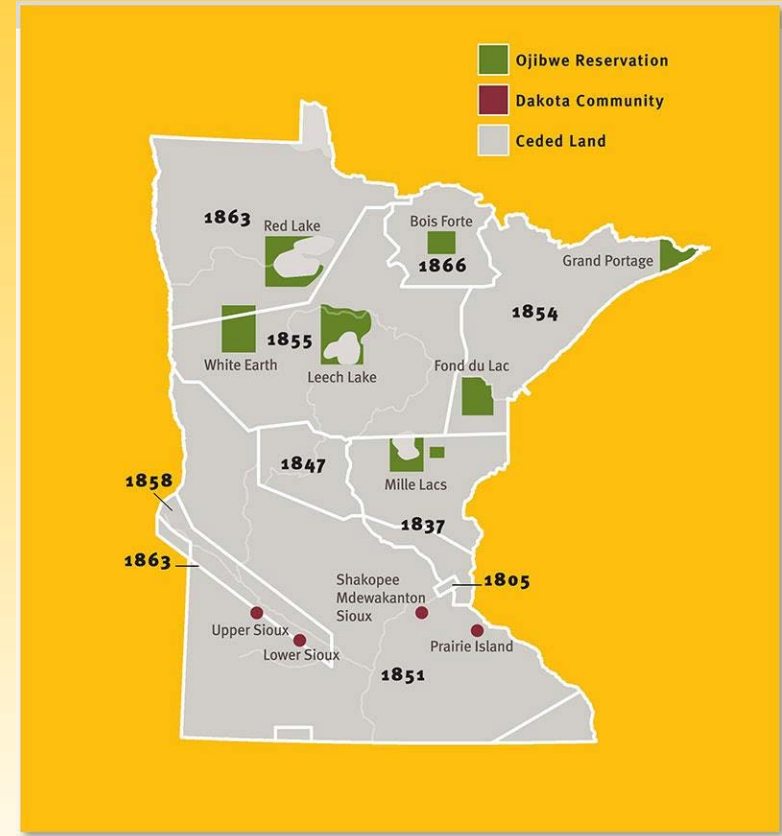 Ojibwe Reservation
Dakota Community
Ceded Land
1863
Red Lake
Bois Forte
1866
Grand Portage
1854
1855
White Earth
Leech Lake
Fond du Lac
1847
Mille Lacs
1858
1837
1863
1805
Shakopee
Mdewakanton
Sioux
Upper Sioux
Lower Sioux
Prairie Island
1851